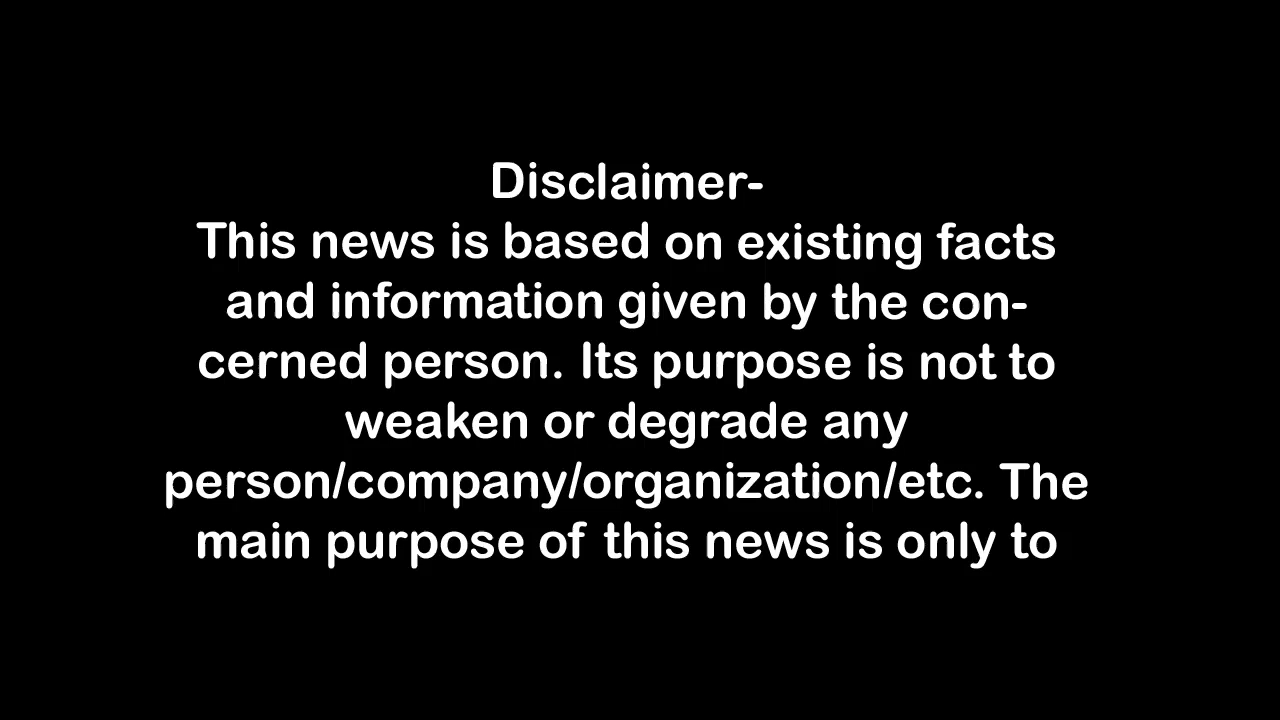 Disclaimer-
This news is based on existing facts
and information given by the con-
cerned person. Its purpose is not to
weaken or degrade any
person/company/organization/etc. The
main purpose of this news is only to